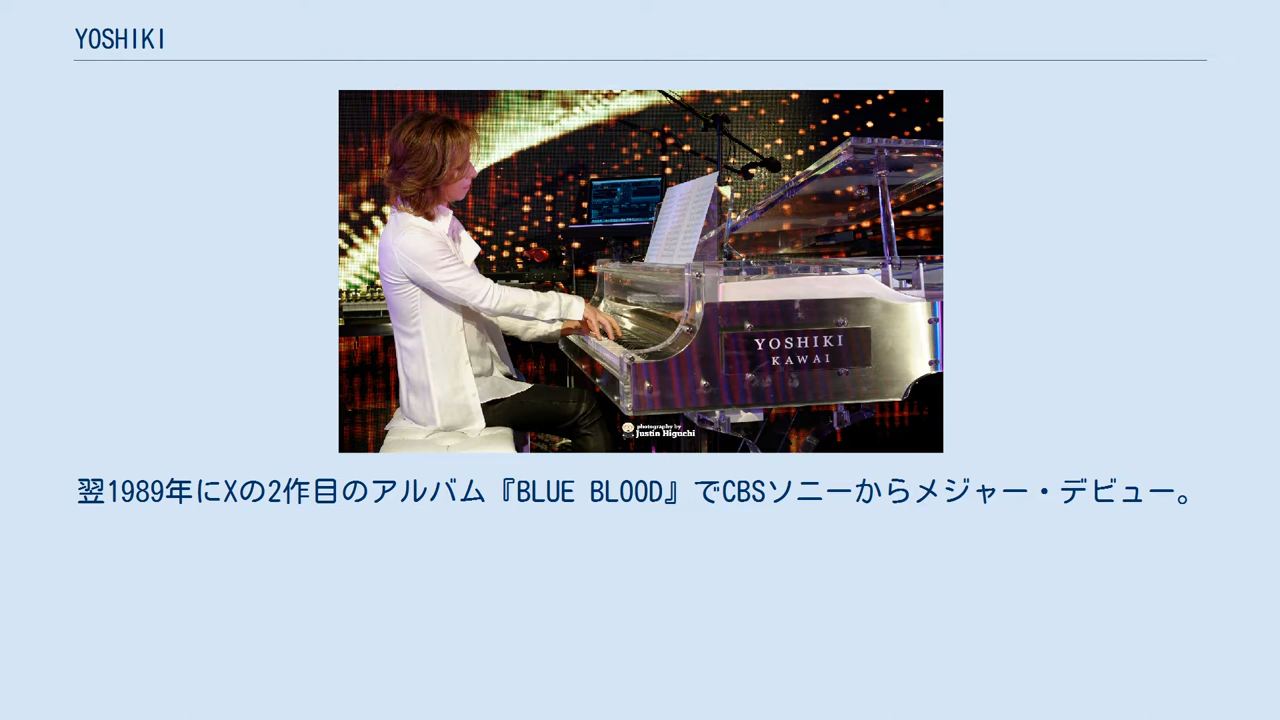 YOSHIKI
YOSHIKI
KAWAI
photography by
Justin Higuchi
翌1989年にXの2作目のアルバム『BLUE BLOOD』でCBSソニーからメジャー・デビュー。